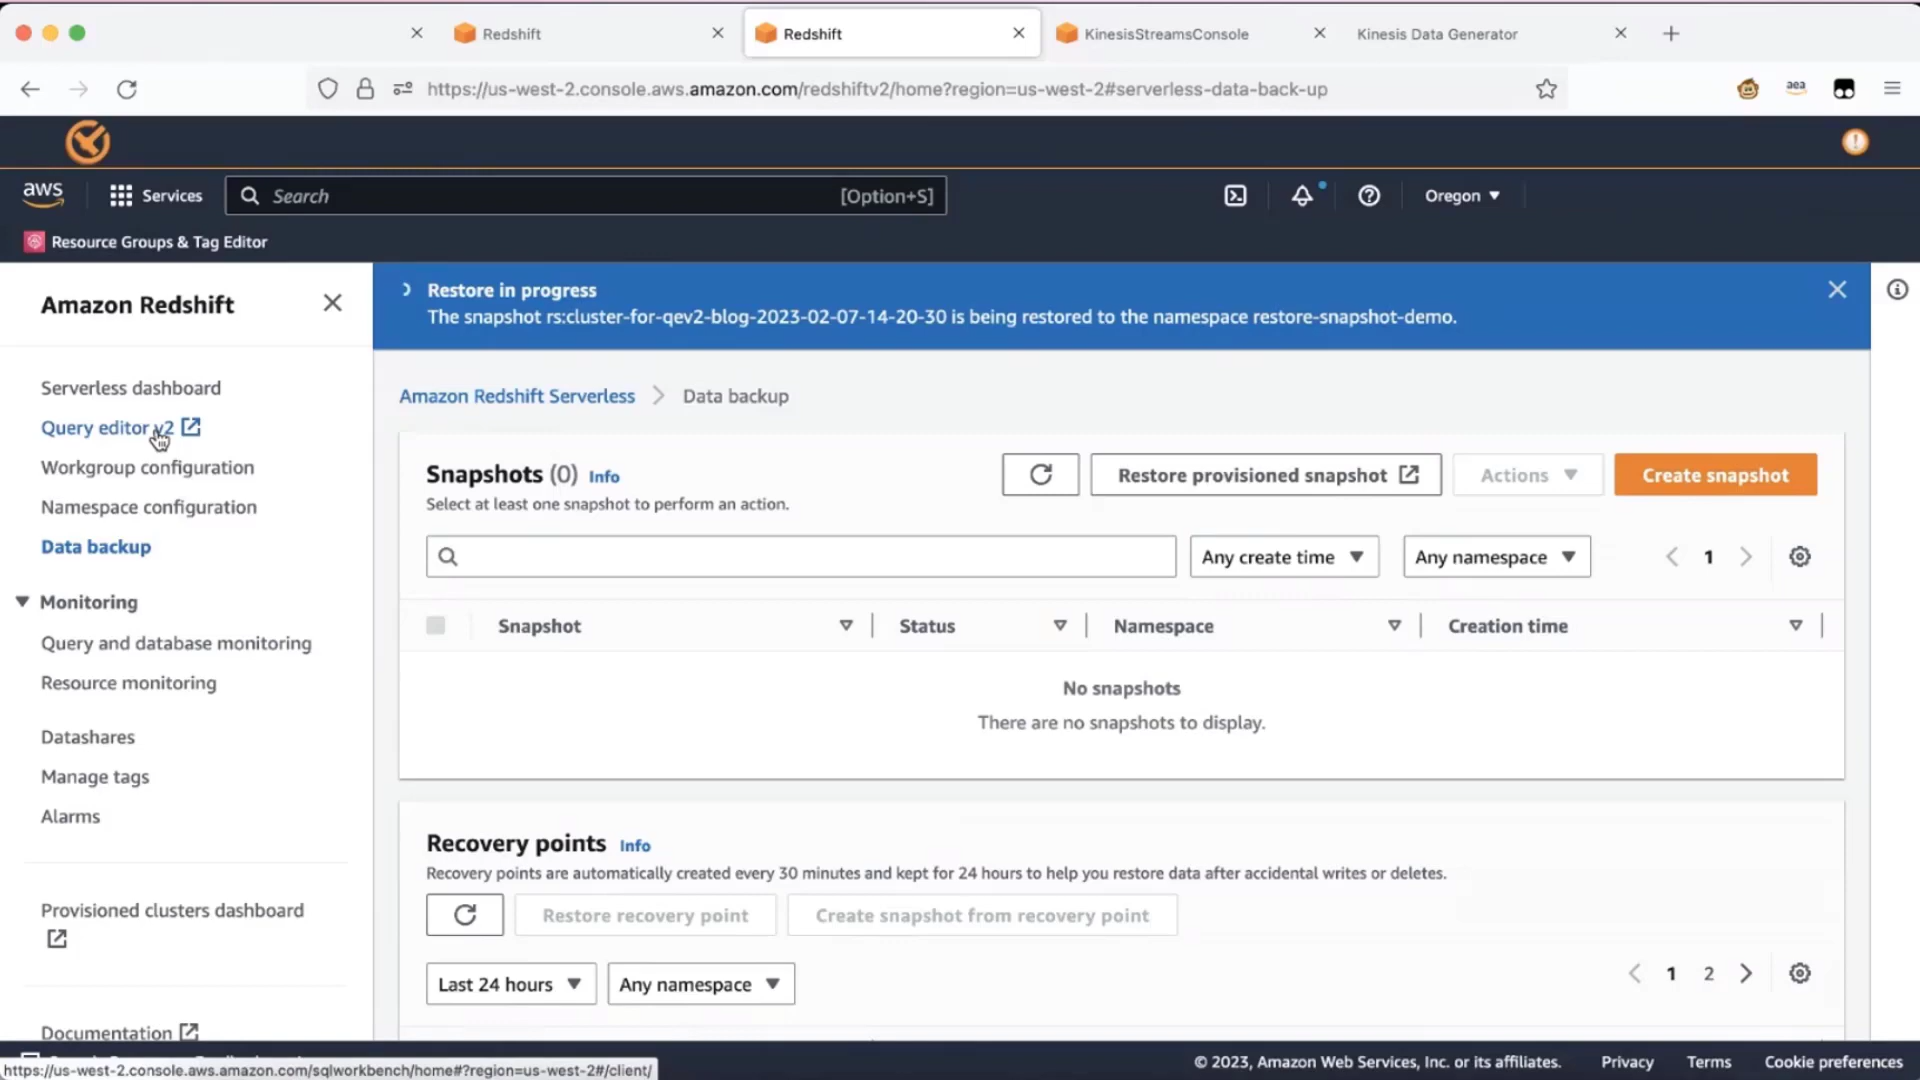 Redshift
Redshift
KinesisStreamsConsole
Kinesis Data Generator
https://us-west-2.console.aws.amazon.com/redshiftv2/home?region=us-west-2#serverless-data-back-up
aea
aws
Services
Search
[Option+S]
Oregon
Resource Groups & Tag Editor
Amazon Redshift
Serverless dashboard
Query editor v2
Workgroup configuration
Namespace configuration
Data backup
Monitoring
Query and database monitoring
Resource monitoring
Datashares
Manage tags
Alarms
Provisioned clusters dashboard
Documentation
Restore in progress
The snapshot rs:cluster-for-qev2-blog-2023-02-07-14-20-30 is being restored to the namespace restore-snapshot-demo.
Amazon Redshift Serverless > Data backup
Snapshots (0) Info
Select at least one snapshot to perform an action.
Restore provisioned snapshot
Actions
Create snapshot
Any create time
Any namespace
1
Snapshot
Status
Namespace
Creation time
No snapshots
There are no snapshots to display.
Recovery points Info
Recovery points are automatically created every 30 minutes and kept for 24 hours to help you restore data after accidental writes or deletes.
Restore recovery point
Create snapshot from recovery point
Last 24 hours
Any namespace
1 2
https://us-west-2.console.aws.amazon.com/sqlworkbench/home#?region=us-west-2#/client/
© 2023, Amazon Web Services, Inc. or its affiliates.
Privacy
Terms
Cookie preferences